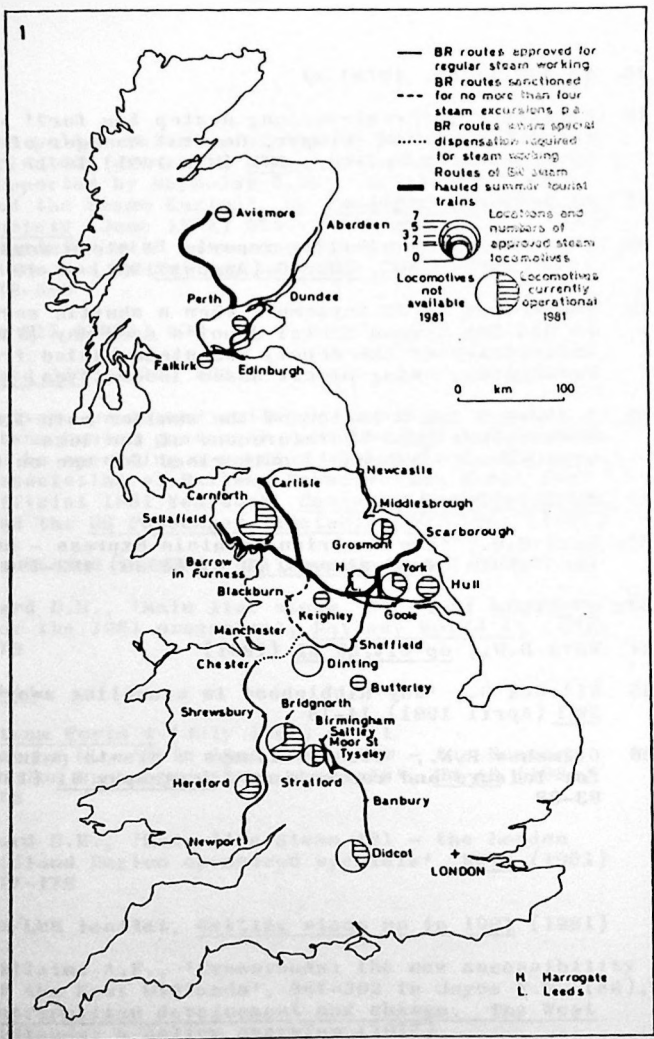 1
BR routes approved for
regular steam working
BR routes sanctioned
for no more than four
steam excursions p.a.
BR routes where special
dispensation required
for steam working
Routes of BR steam
hauled summer tourist
trains
7
5
3
2
1
0
Locations and
numbers of
approved steam
locomotives
Locomotives
not
available
1981
Locomotives
currently
operational
1981
0 km 100
Aviemore
Aberdeen
Perth
Dundee
Falkirk
Edinburgh
Newcastle
Carlisle
Middlesbrough
Carnforth
Sellafield
Grosmont
Scarborough
Barrow
in Furness
H
York
Hull
L
Blackburn
Keighley
Goole
Manchester
Sheffield
Chester
Dinting
Butterley
Shrewsbury
Bridgnorth
Birmingham
Saltley
Moor St
Tyseley
Hereford
Stratford
Banbury
Newport
Didcot
LONDON
H. Harrogate
L. Leeds